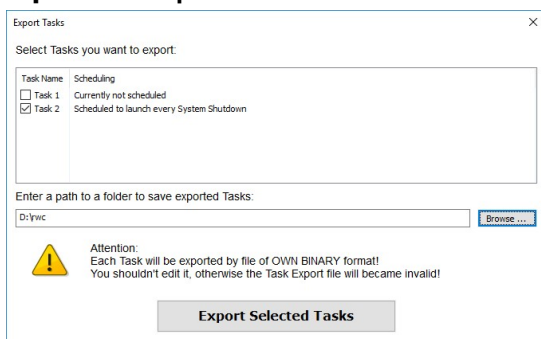 Export Tasks
Select Tasks you want to export:
Task Name Scheduling
Task 1 Currently not scheduled
Task 2 Scheduled to launch every System Shutdown
Enter a path to a folder to save exported Tasks:
D:\rwc Browse ...
Attention:
Each Task will be exported by file of OWN BINARY format!
You shouldn't edit it, otherwise the Task Export file will became invalid!
Export Selected Tasks